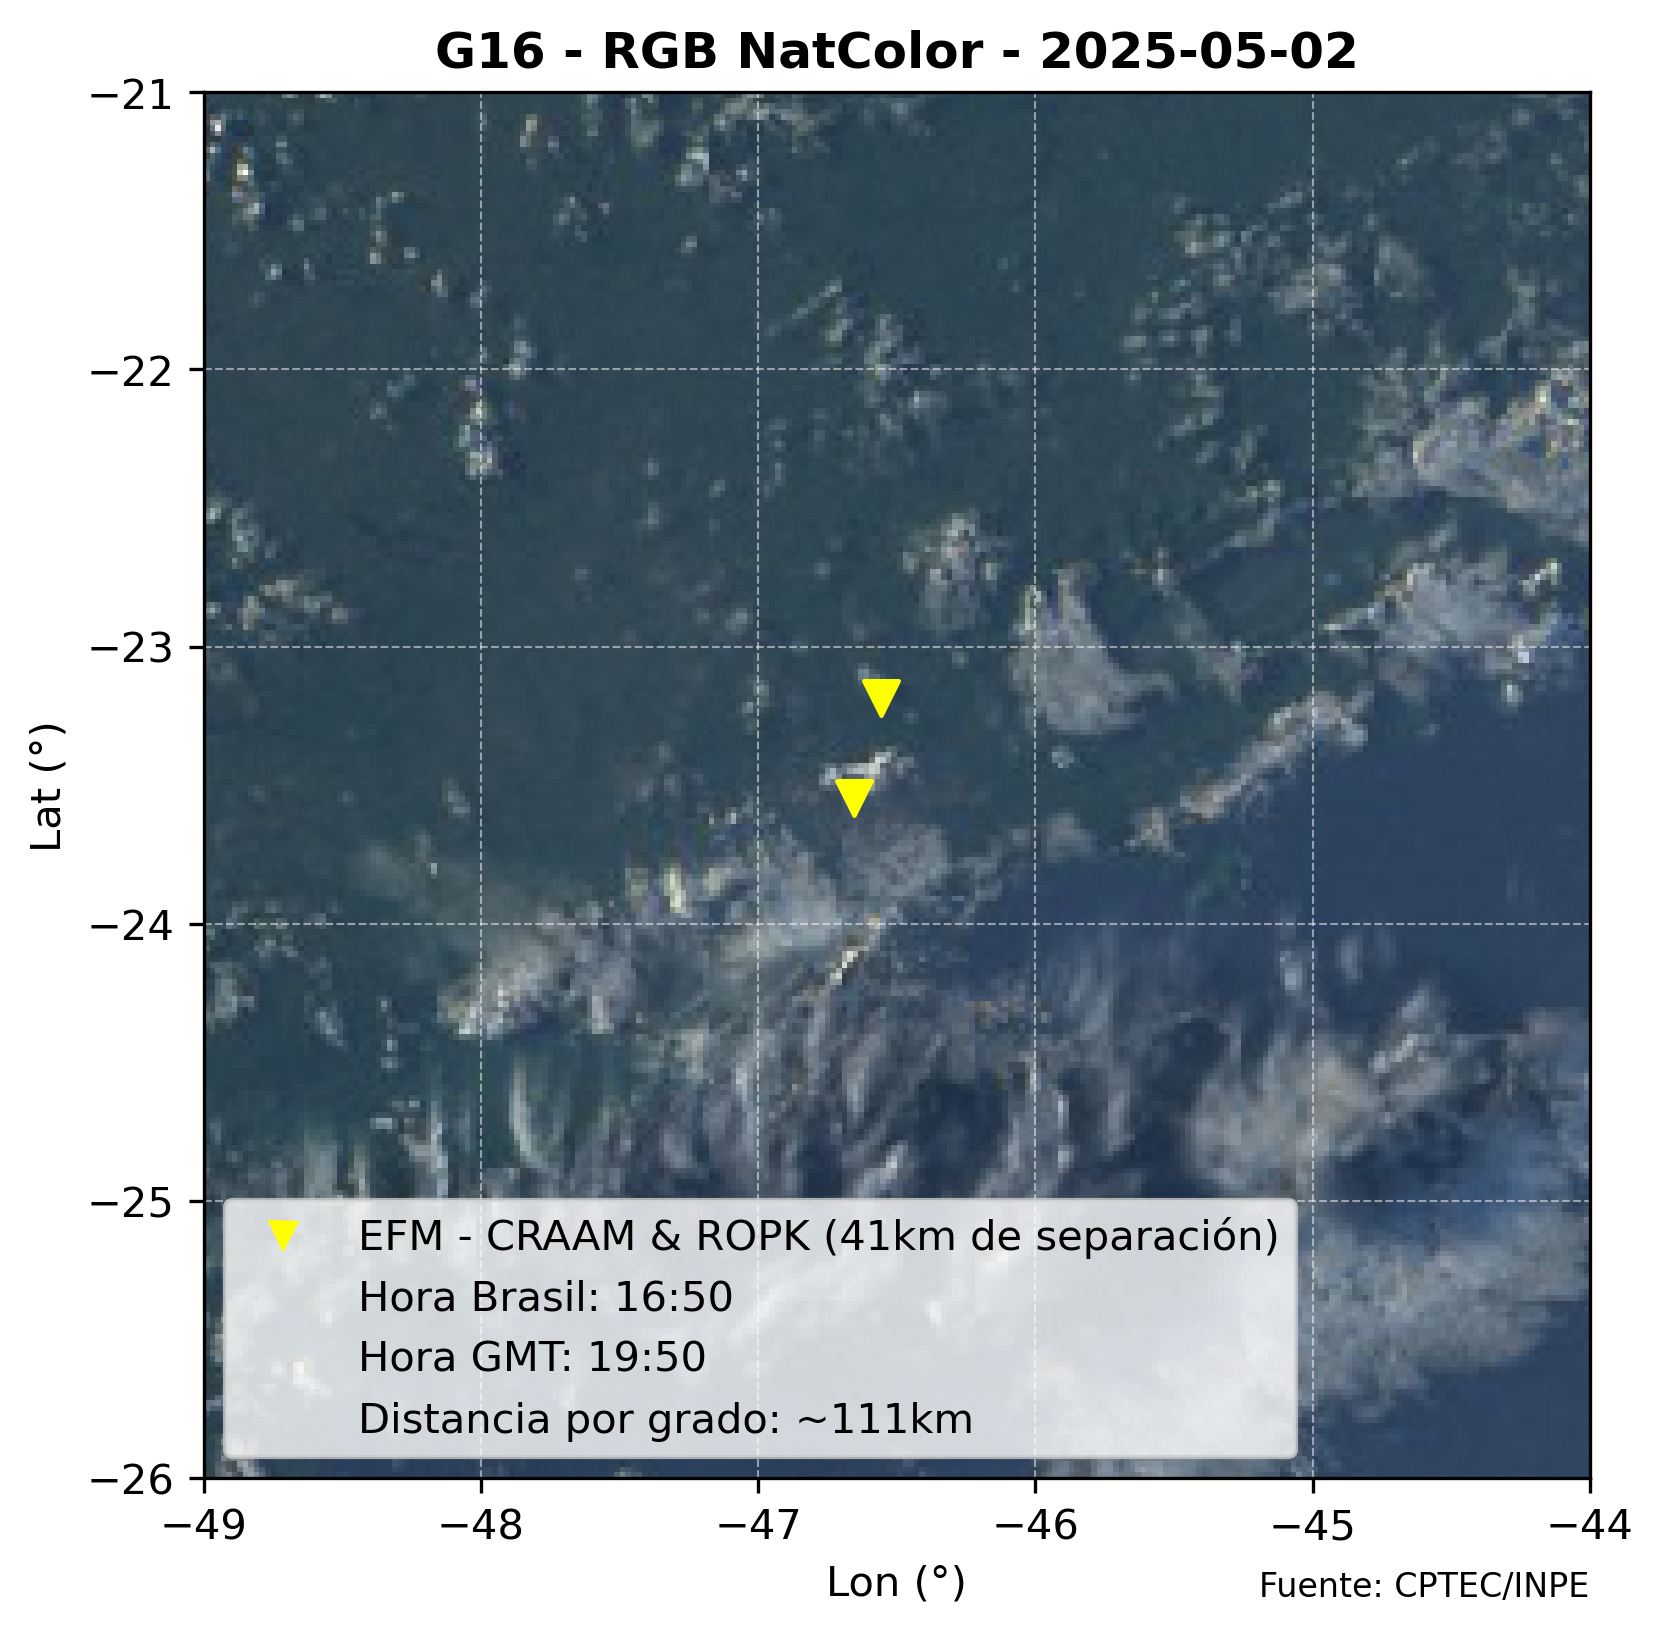 G16 - RGB NatColor - 2025-05-02
−21
−22
−23
−24
−25
−26
Lat (°)
EFM - CRAAM & ROPK (41km de separación)
Hora Brasil: 16:50
Hora GMT: 19:50
Distancia por grado: ~111km
−49 −48 −47 −46 −45 −44
Lon (°)
Fuente: CPTEC/INPE